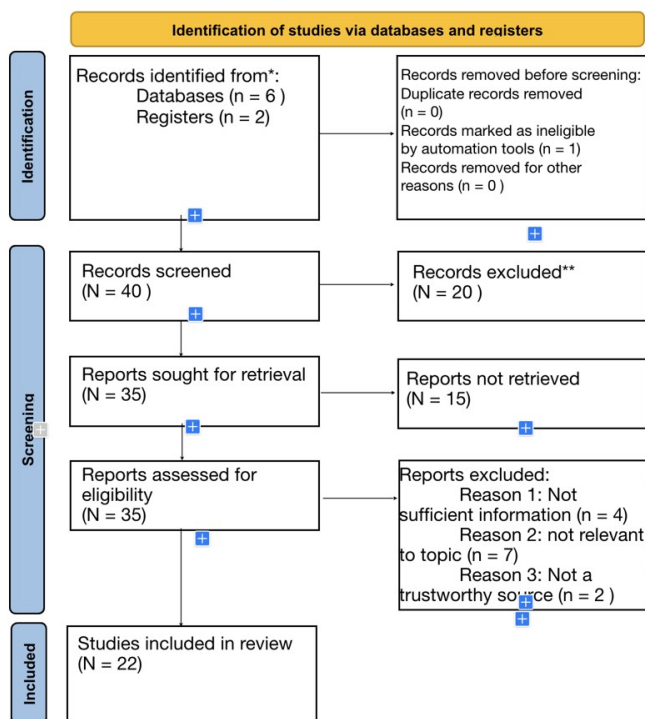 Identification of studies via databases and registers
Identification
Records identified from*:
Databases (n = 6 )
Registers (n = 2)
Records removed before screening:
Duplicate records removed
(n = 0)
Records marked as ineligible
by automation tools (n = 1)
Records removed for other
reasons (n = 0 )
Screening
Records screened
(N = 40 )
Records excluded**
(N = 20 )
Reports sought for retrieval
(N = 35)
Reports not retrieved
(N = 15)
Reports assessed for
eligibility
(N = 35)
Reports excluded:
Reason 1: Not
sufficient information (n = 4)
Reason 2: not relevant
to topic (n = 7)
Reason 3: Not a
trustworthy source (n = 2 )
Included
Studies included in review
(N = 22)